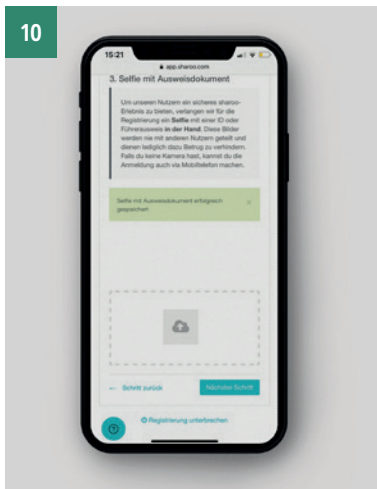 10
15:21
app.sharoo.com
3. Selfie mit Ausweisdokument
Um unseren Nutzern ein sicheres sharoo-
Erlebnis zu bieten, verlangen wir für die
Registrierung ein Selfie mit einer ID oder
Führerausweis in der Hand. Diese Bilder
werden nie mit anderen Nutzern geteilt und
dienen lediglich dazu Betrug zu verhindern.
Falls du keine Kamera hast, kannst du die
Anmeldung auch via Mobiltelefon machen.
Selfie mit Ausweisdokument erfolgreich ×
gespeichert
← Schritt zurück Nächster Schritt
Registrierung unterbrechen
?